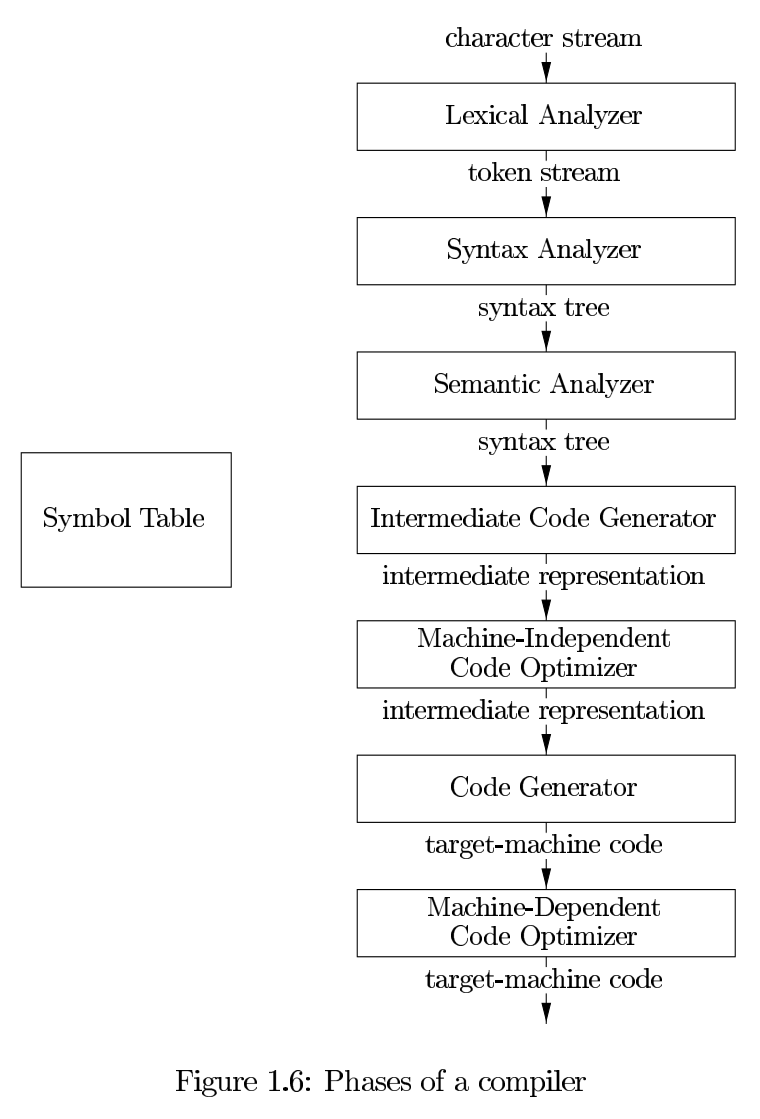 character stream
Lexical Analyzer
token stream
Syntax Analyzer
syntax tree
Semantic Analyzer
syntax tree
Symbol Table
Intermediate Code Generator
intermediate representation
Machine-Independent
Code Optimizer
intermediate representation
Code Generator
target-machine code
Machine-Dependent
Code Optimizer
target-machine code
Figure 1.6: Phases of a compiler